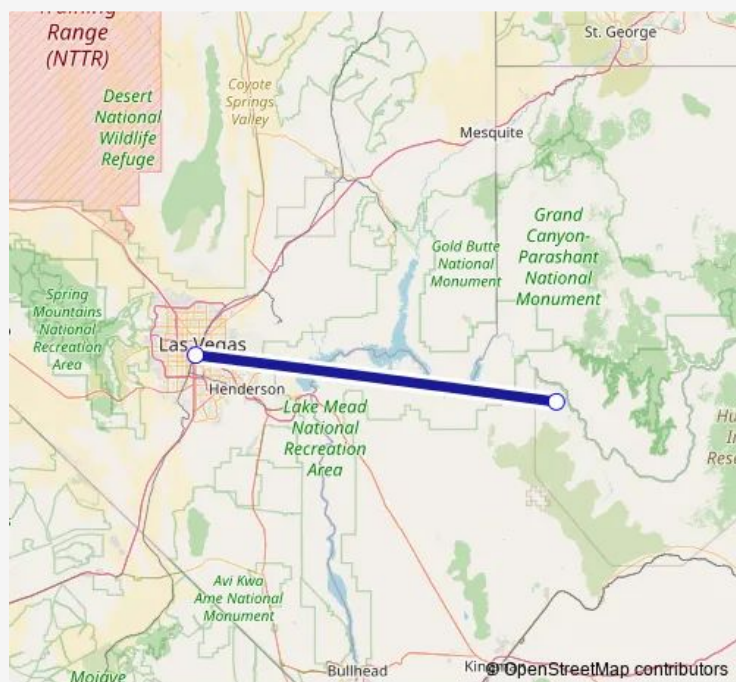 Training
Range
(NTTR)
St. George
Desert
National
Wildlife
Refuge
Coyote
Springs
Valley
Mesquite
Grand
Canyon-
Parashant
National
Monument
Gold Butte
National
Monument
Spring
Mountains
National
Recreation
Area
Las Vegas
Henderson
Lake Mead
National
Recreation
Area
Avi Kwa
Ame National
Monument
Bullhead
© OpenStreetMap contributors